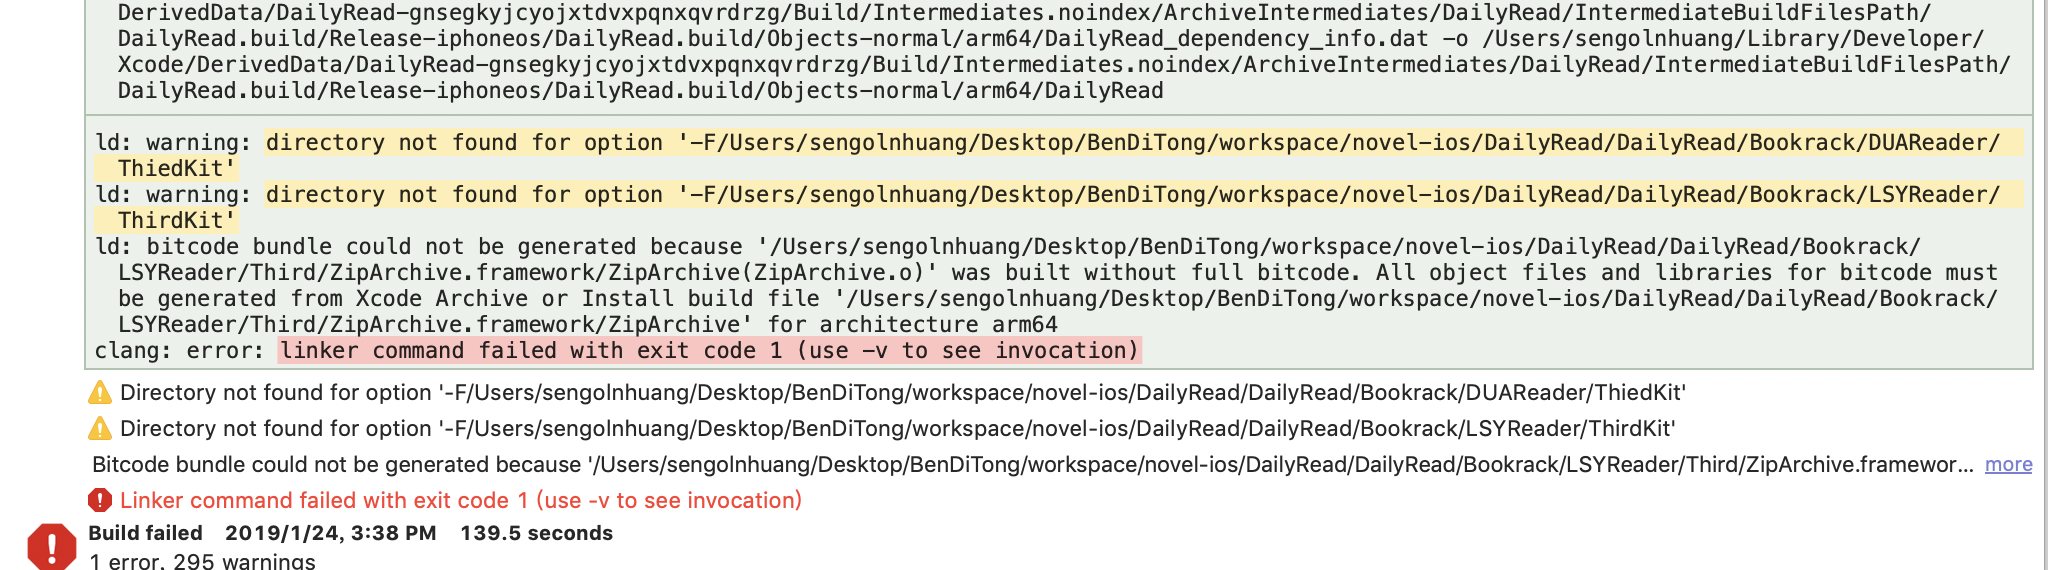 DerivedData/DailyRead-gnsegkyjcyojxtdvxpqnxqvrdrzg/Build/Intermediates.noindex/ArchiveIntermediates/DailyRead/IntermediateBuildFilesPath/
DailyRead.build/Release-iphoneos/DailyRead.build/Objects-normal/arm64/DailyRead_dependency_info.dat -o /Users/sengolnhuang/Library/Developer/
Xcode/DerivedData/DailyRead-gnsegkyjcyojxtdvxpqnxqvrdrzg/Build/Intermediates.noindex/ArchiveIntermediates/DailyRead/IntermediateBuildFilesPath/
DailyRead.build/Release-iphoneos/DailyRead.build/Objects-normal/arm64/DailyRead
ld: warning: directory not found for option '-F/Users/sengolnhuang/Desktop/BenDiTong/workspace/novel-ios/DailyRead/DailyRead/Bookrack/DUAReader/
ThiedKit'
ld: warning: directory not found for option '-F/Users/sengolnhuang/Desktop/BenDiTong/workspace/novel-ios/DailyRead/DailyRead/Bookrack/LSYReader/
ThirdKit'
ld: bitcode bundle could not be generated because '/Users/sengolnhuang/Desktop/BenDiTong/workspace/novel-ios/DailyRead/DailyRead/Bookrack/
LSYReader/Third/ZipArchive.framework/ZipArchive(ZipArchive.o)' was built without full bitcode. All object files and libraries for bitcode must
be generated from Xcode Archive or Install build file '/Users/sengolnhuang/Desktop/BenDiTong/workspace/novel-ios/DailyRead/DailyRead/Bookrack/
LSYReader/Third/ZipArchive.framework/ZipArchive' for architecture arm64
clang: error: linker command failed with exit code 1 (use -v to see invocation)
Directory not found for option '-F/Users/sengolnhuang/Desktop/BenDiTong/workspace/novel-ios/DailyRead/DailyRead/Bookrack/DUAReader/ThiedKit'
Directory not found for option '-F/Users/sengolnhuang/Desktop/BenDiTong/workspace/novel-ios/DailyRead/DailyRead/Bookrack/LSYReader/ThirdKit'
Bitcode bundle could not be generated because '/Users/sengolnhuang/Desktop/BenDiTong/workspace/novel-ios/DailyRead/DailyRead/Bookrack/LSYReader/Third/ZipArchive.framewor... more
Linker command failed with exit code 1 (use -v to see invocation)
Build failed 2019/1/24, 3:38 PM 139.5 seconds
1 error, 295 warnings